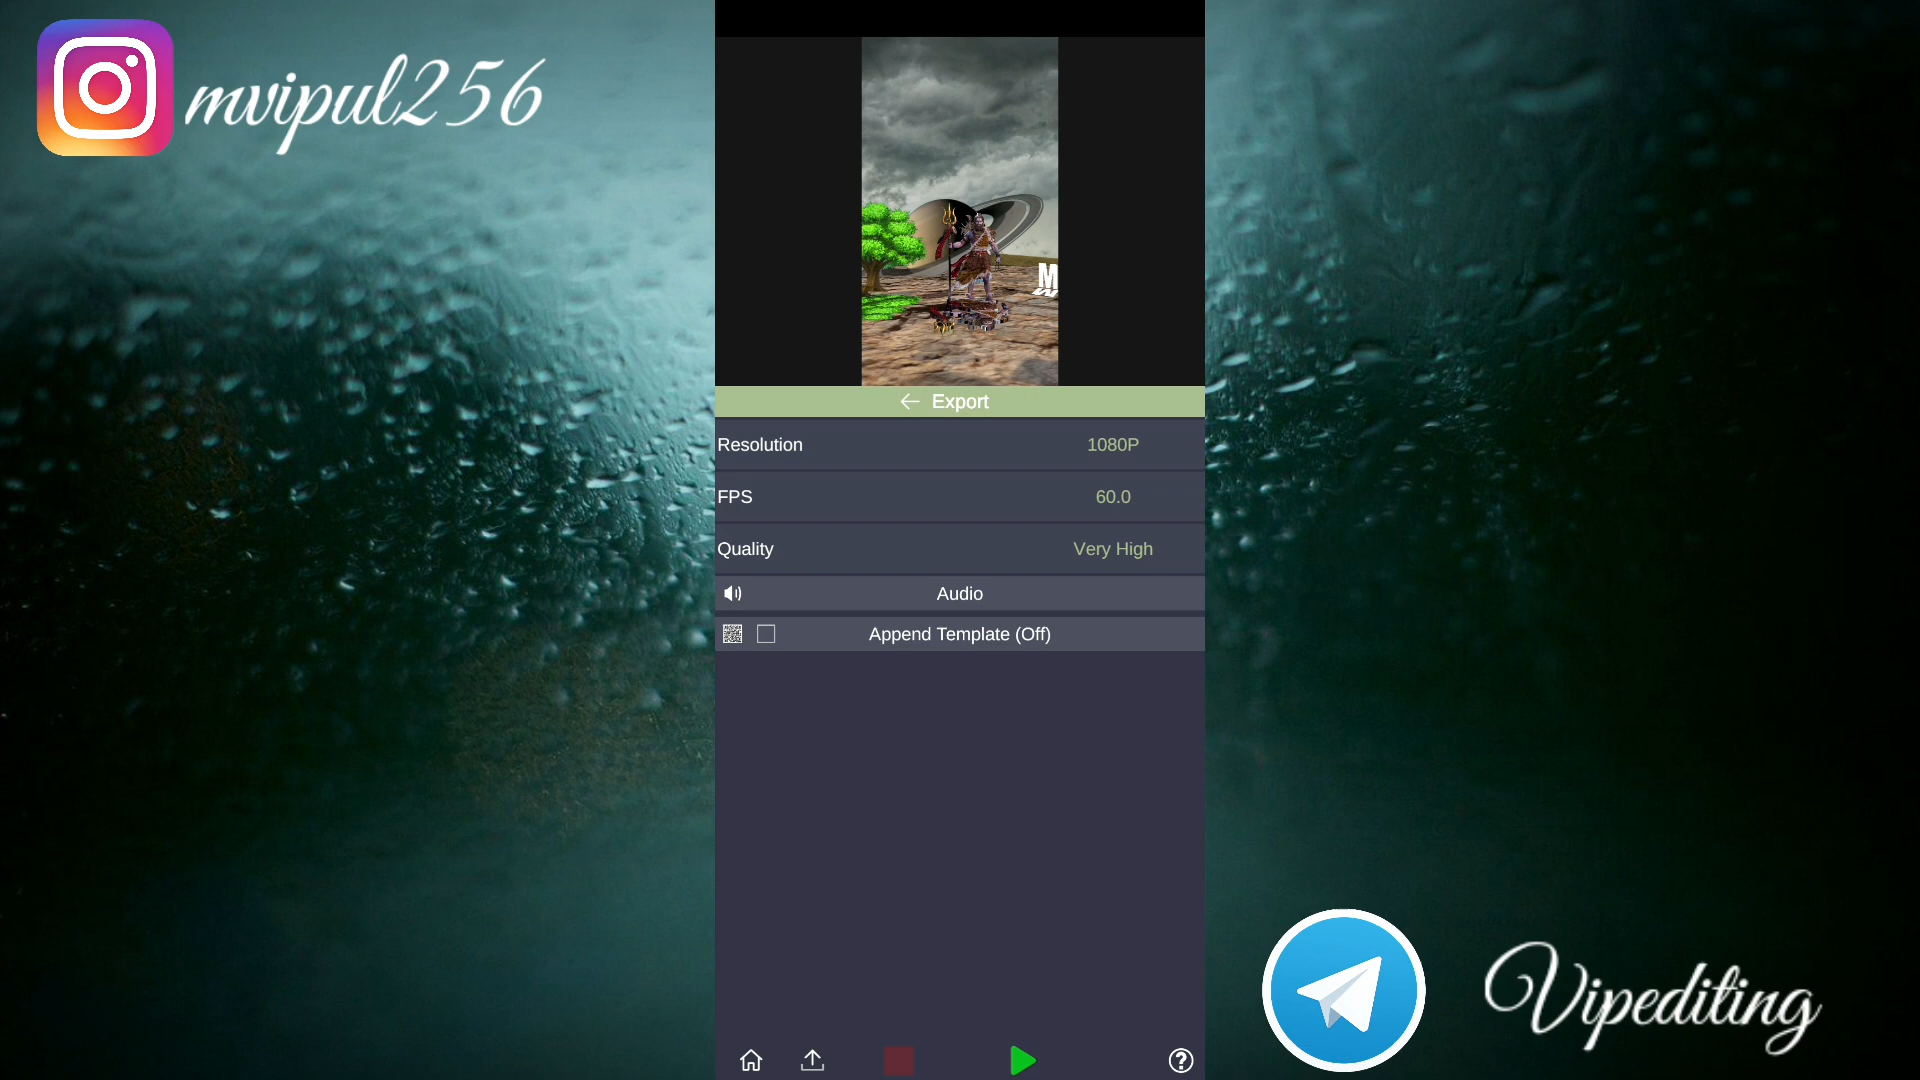 mvipul256
M
← Export
Resolution 1080P
FPS 60.0
Quality Very High
Audio
Append Template (Off)
Vipediting